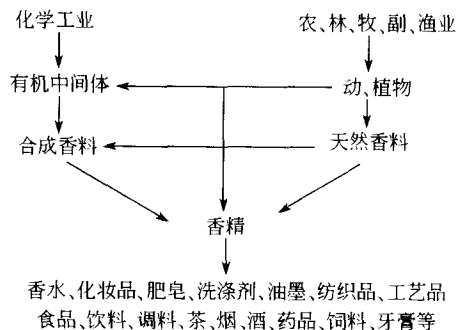 化学工业
农、林、牧、副、渔业
有机中间体
动、植物
合成香料
天然香料
香精
香水、化妆品、肥皂、洗涤剂、油墨、纺织品、工艺品
食品、饮料、调料、茶、烟、酒、药品、饲料、牙膏等